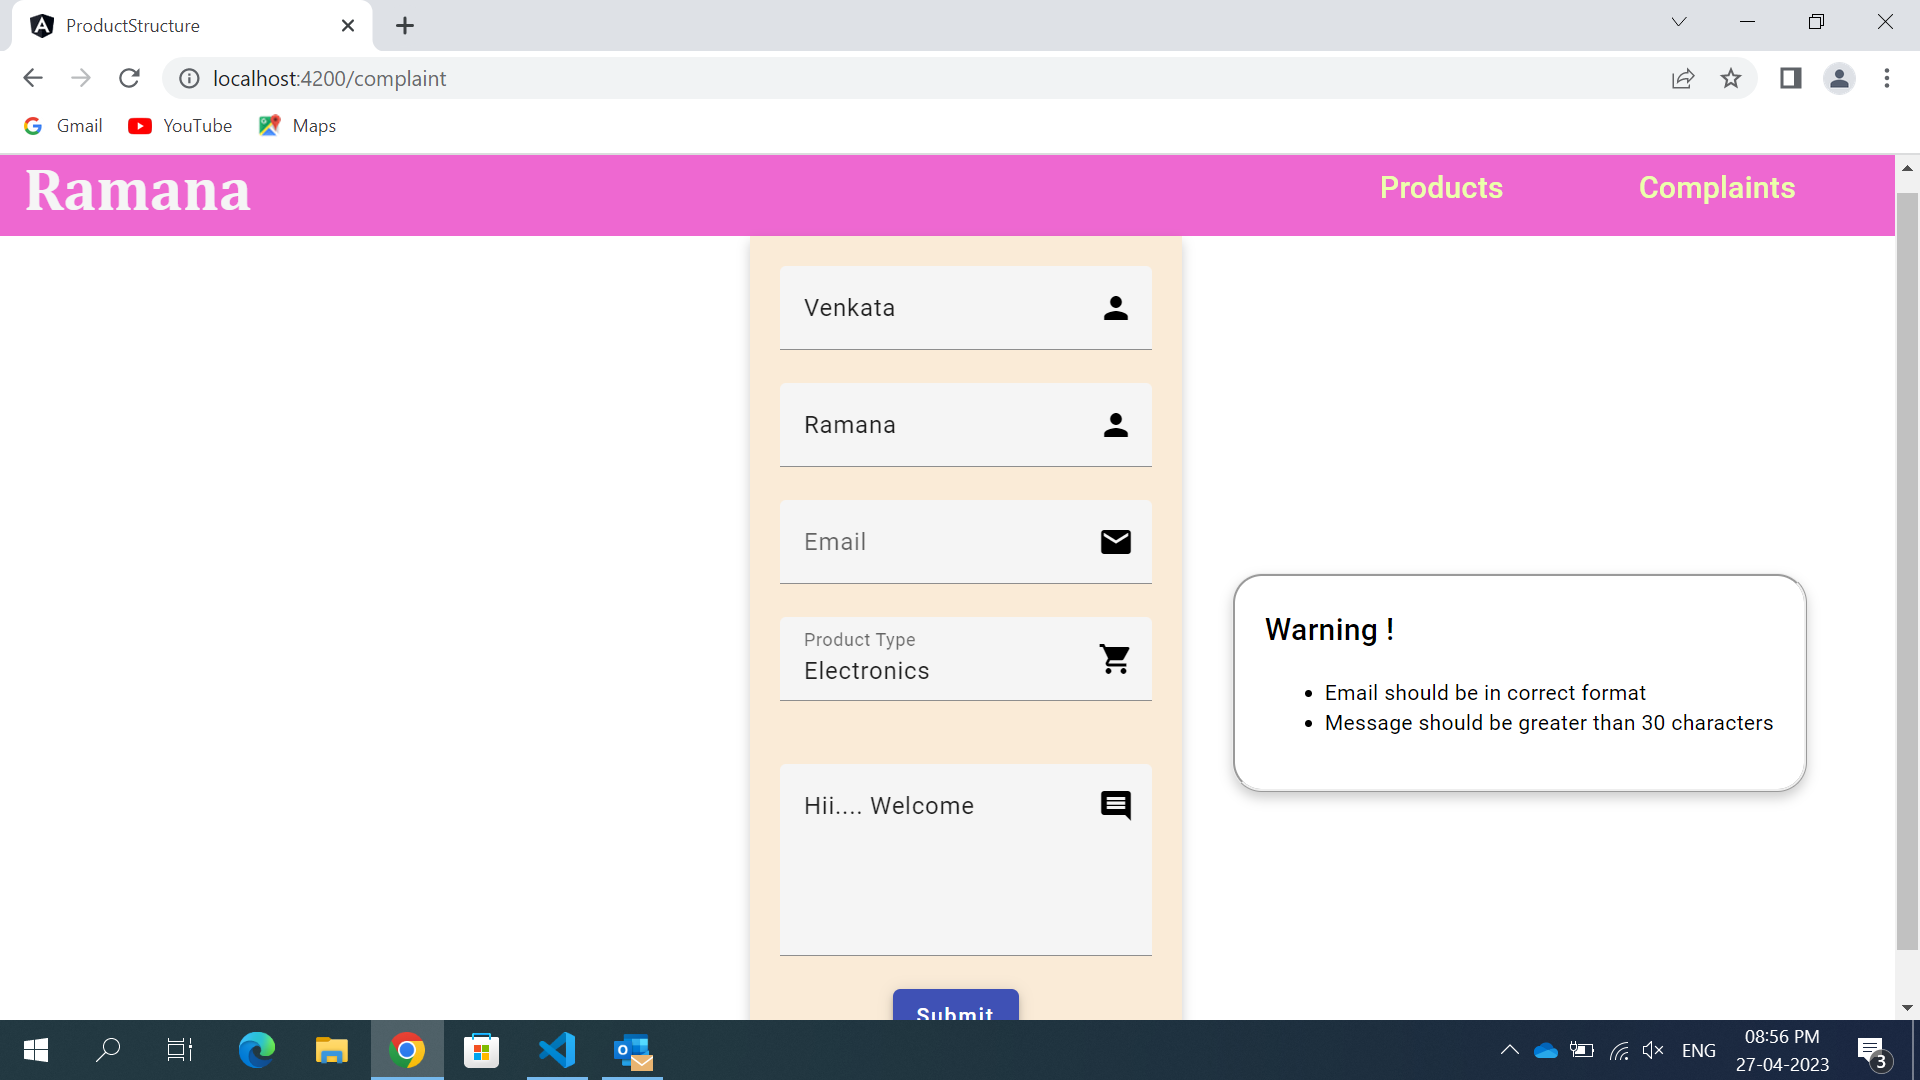 ProductStructure
localhost:4200/complaint
Gmail YouTube Maps
Ramana Products Complaints
Venkata
Ramana
Email
Product Type
Electronics
Warning !
Email should be in correct format
Message should be greater than 30 characters
Hii.... Welcome
Submit
ENG
08:56 PM
27-04-2023
3